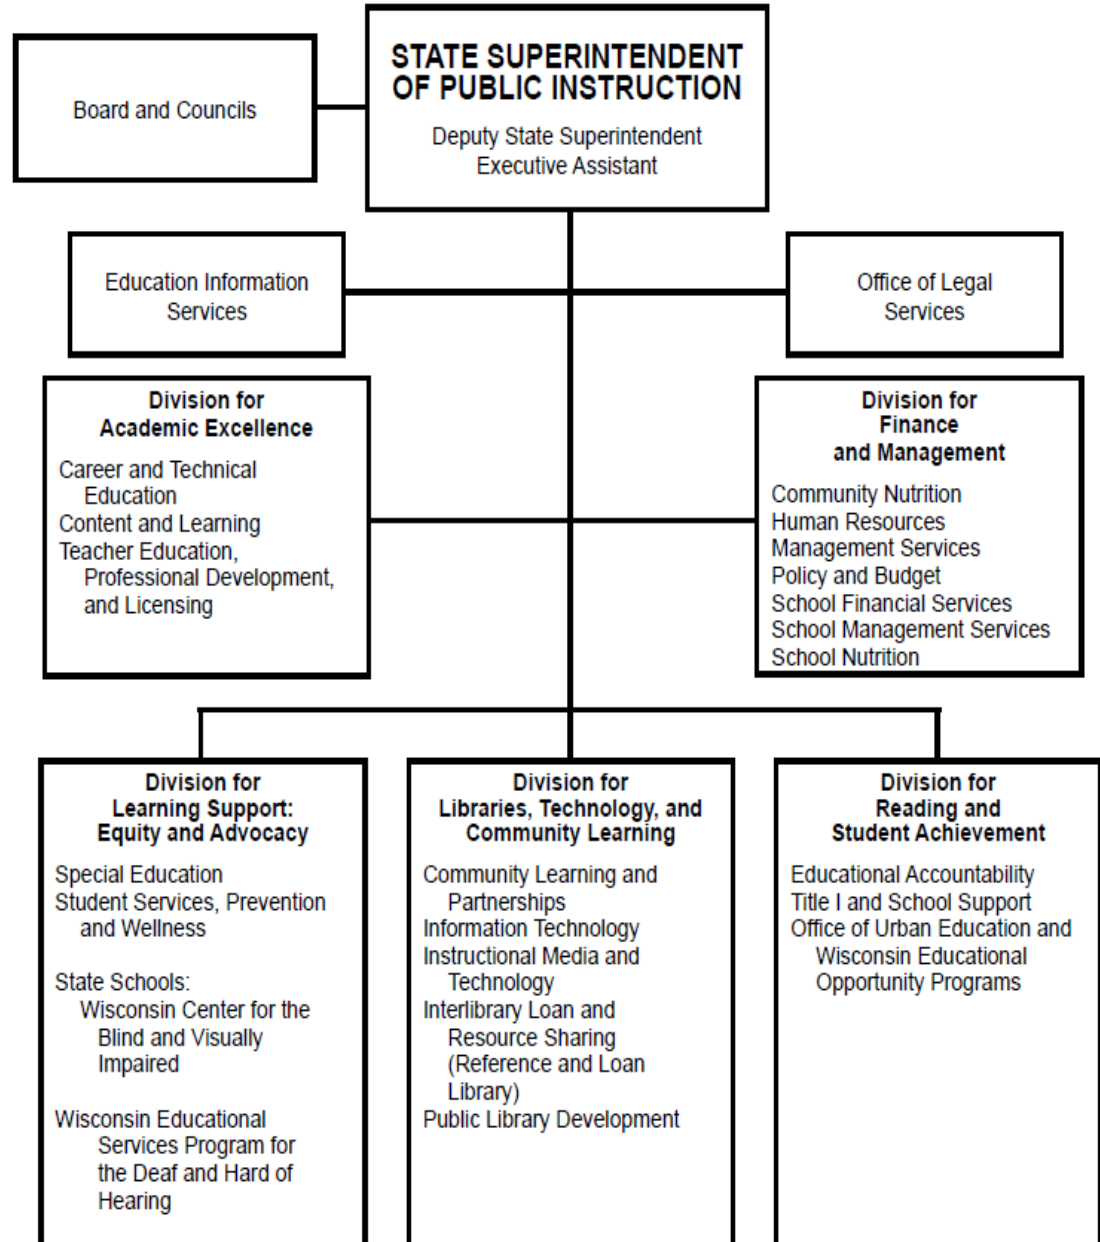 Board and Councils
STATE SUPERINTENDENT
OF PUBLIC INSTRUCTION
Deputy State Superintendent
Executive Assistant
Education Information
Services
Office of Legal
Services
Division for
Academic Excellence
Career and Technical
Education
Content and Learning
Teacher Education,
Professional Development,
and Licensing
Division for
Finance
and Management
Community Nutrition
Human Resources
Management Services
Policy and Budget
School Financial Services
School Management Services
School Nutrition
Division for
Learning Support:
Equity and Advocacy
Special Education
Student Services, Prevention
and Wellness
State Schools:
Wisconsin Center for the
Blind and Visually
Impaired
Wisconsin Educational
Services Program for
the Deaf and Hard of
Hearing
Division for
Libraries, Technology, and
Community Learning
Community Learning and
Partnerships
Information Technology
Instructional Media and
Technology
Interlibrary Loan and
Resource Sharing
(Reference and Loan
Library)
Public Library Development
Division for
Reading and
Student Achievement
Educational Accountability
Title I and School Support
Office of Urban Education and
Wisconsin Educational
Opportunity Programs